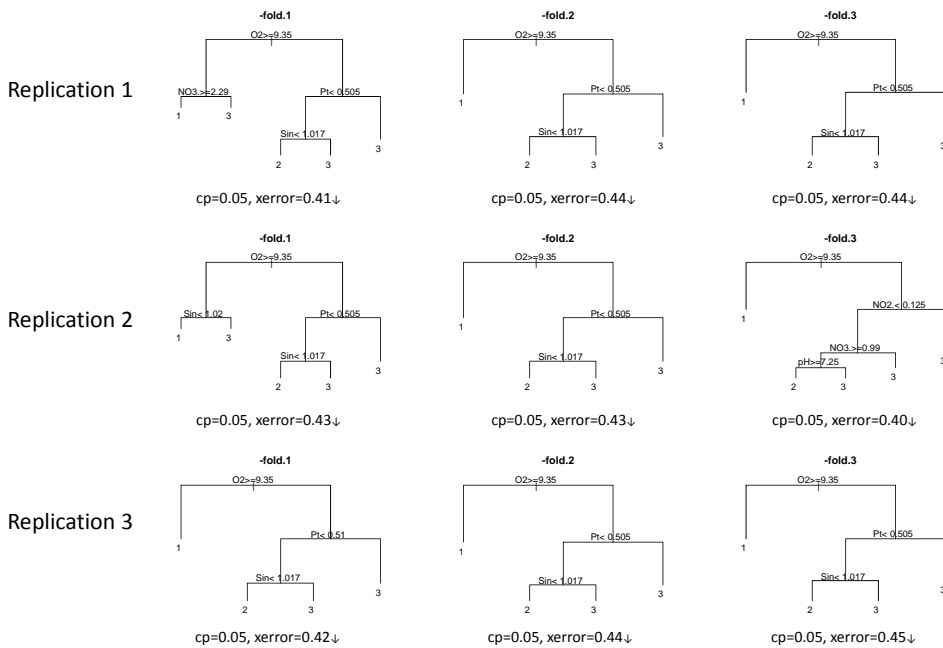 -fold.1
-fold.2
-fold.3
O2>=9.35
O2>=9.35
O2>=9.35
Replication 1
NO3.>=2.29
Pt< 0.505
Pt< 0.505
Pt< 0.505
1
3
1
1
Sin< 1.017
Sin< 1.017
Sin< 1.017
3
3
3
2
3
2
3
2
3
cp=0.05, xerror=0.41↓
cp=0.05, xerror=0.44↓
cp=0.05, xerror=0.44↓
-fold.1
-fold.2
-fold.3
O2>=9.35
O2>=9.35
O2>=9.35
Replication 2
Sin< 1.02
Pt< 0.505
Pt< 0.505
NO2.< 0.125
1
3
1
1
Sin< 1.017
Sin< 1.017
NO3.>=0.99
pH>=7.25
3
3
3
3
2
3
2
3
2
3
cp=0.05, xerror=0.43↓
cp=0.05, xerror=0.43↓
cp=0.05, xerror=0.40↓
-fold.1
-fold.2
-fold.3
O2>=9.35
O2>=9.35
O2>=9.35
Replication 3
Pt< 0.51
Pt< 0.505
Pt< 0.505
1
1
1
Sin< 1.017
Sin< 1.017
Sin< 1.017
3
3
3
2
3
2
3
2
3
cp=0.05, xerror=0.42↓
cp=0.05, xerror=0.44↓
cp=0.05, xerror=0.45↓